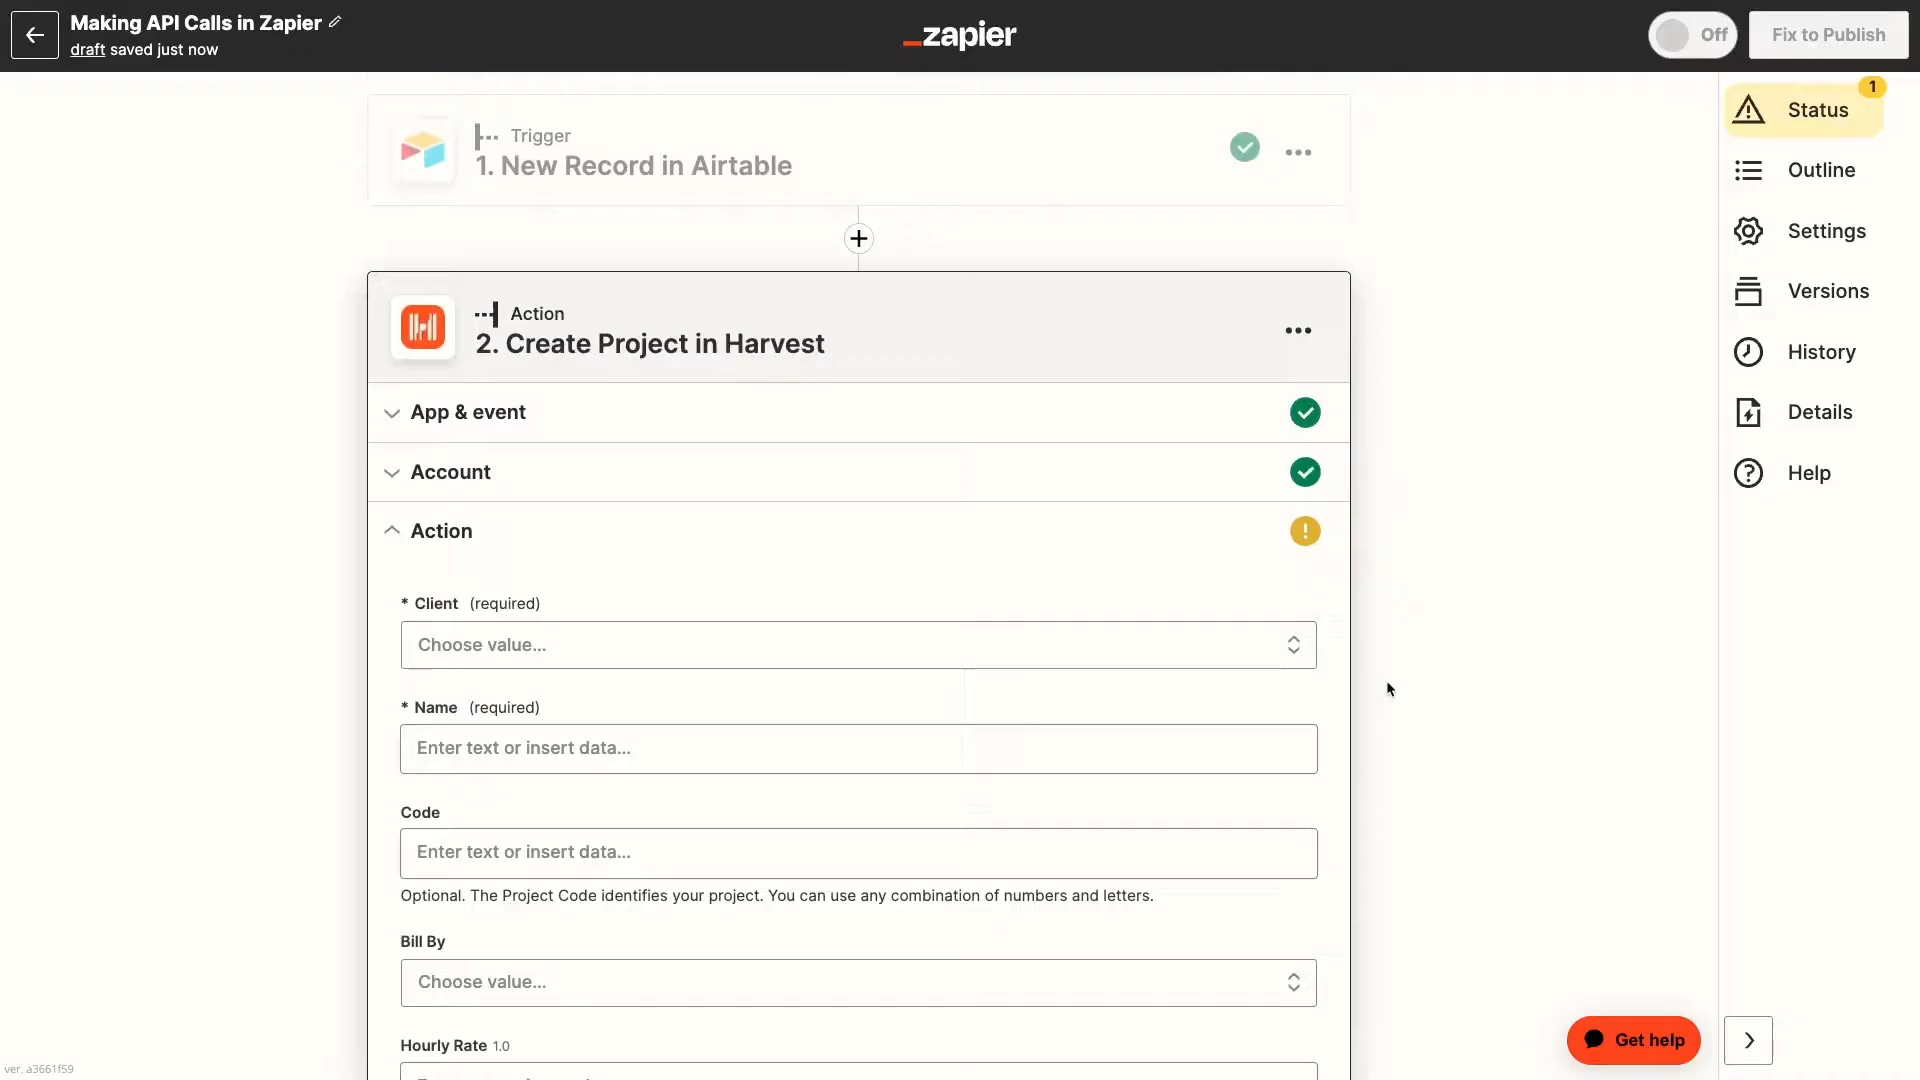 Making API Calls in Zapier
draft saved just now
_zapier
Off
Fix to Publish
Trigger
1. New Record in Airtable
Action
2. Create Project in Harvest
App & event
Account
Action
!
* Client (required)
Choose value...
* Name (required)
Enter text or insert data...
Code
Enter text or insert data...
Optional. The Project Code identifies your project. You can use any combination of numbers and letters.
Bill By
Choose value...
Hourly Rate 1.0
1
Status
Outline
Settings
Versions
History
Details
Help
Get help
ver. a3661f59